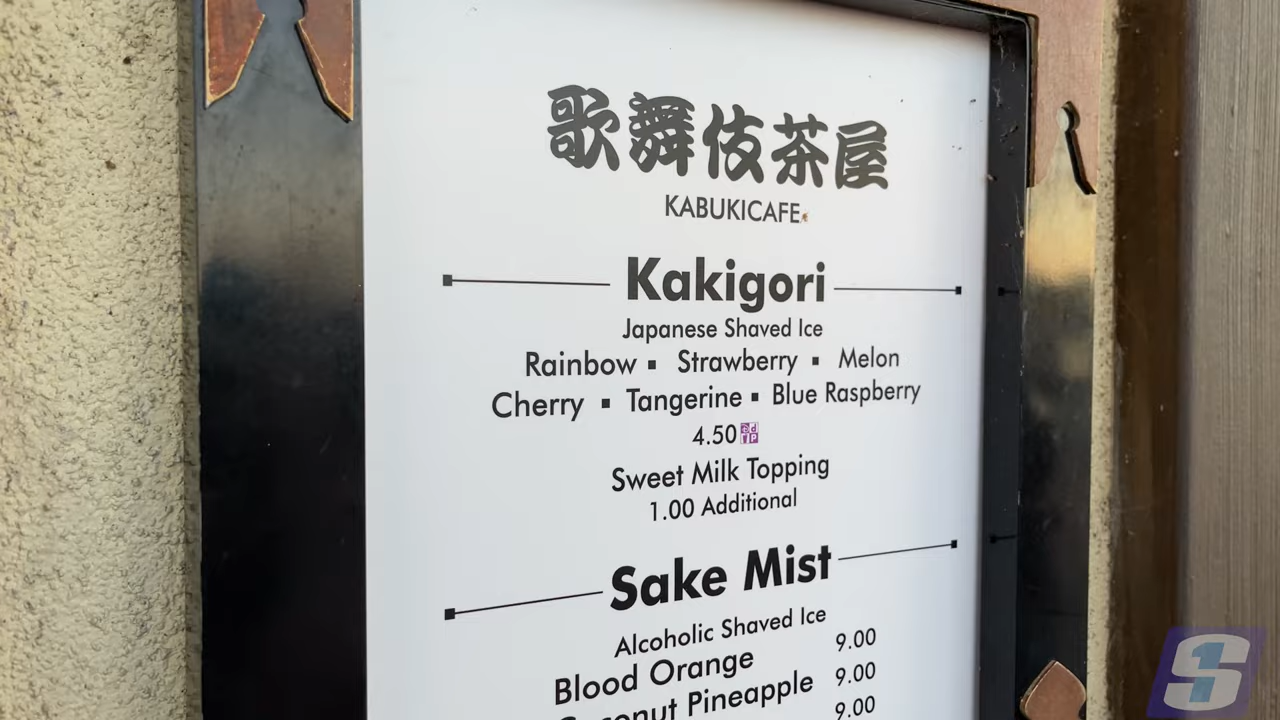 歌舞伎茶屋
KABUKICAFE
Kakigori
Japanese Shaved Ice
Rainbow ▪ Strawberry ▪ Melon
Cherry ▪ Tangerine ▪ Blue Raspberry
4.50
Sweet Milk Topping
1.00 Additional
Sake Mist
Alcoholic Shaved Ice
Blood Orange 9.00
Coconut Pineapple 9.00
9.00